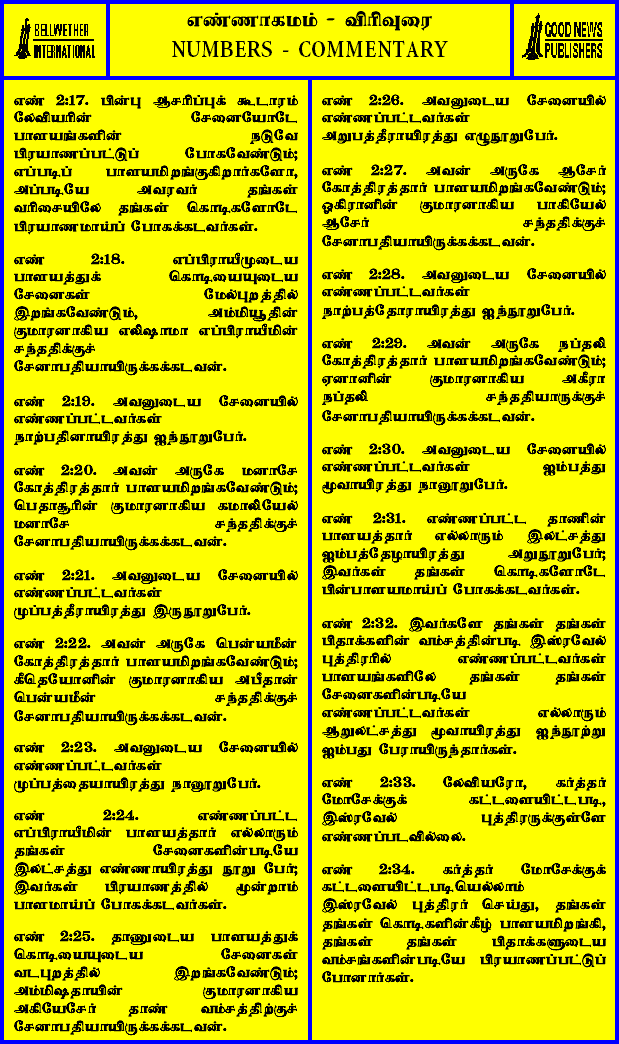 BELLWETHER
INTERNATIONAL
எண்ணாகமம் - விரிவுரை
NUMBERS - COMMENTARY
GOOD NEWS
PUBLISHERS
எண் 2:17. பின்பு ஆசரிப்புக் கூடாரம்
லேவியரின் சேனையோடே
பாளயங்களின் நடுவே
பிரயாணப்பட்டுப் போகவேண்டும்;
எப்படிப் பாளயமிறங்குகிறார்களோ,
அப்படியே அவரவர் தங்கள்
வரிசையிலே தங்கள் கொடிகளோடே
பிரயாணமாய்ப் போகக்கடவர்கள்.
எண் 2:18. எப்பிராயீமுடைய
பாளயத்துக் கொடியையுடைய
சேனைகள் மேல்புறத்தில்
இறங்கவேண்டும், அம்மியூதின்
குமாரனாகிய எலிஷாமா எப்பிராயீமின்
சந்ததிக்குச்
சேனாபதியாயிருக்கக்கடவன்.
எண் 2:19. அவனுடைய சேனையில்
எண்ணப்பட்டவர்கள்
நாற்பதினாயிரத்து ஐந்நூறுபேர்.
எண் 2:20. அவன் அருகே மனாசே
கோத்திரத்தார் பாளயமிறங்கவேண்டும்;
பெதாசூரின் குமாரனாகிய கமாலியேல்
மனாசே சந்ததிக்குச்
சேனாபதியாயிருக்கக்கடவன்.
எண் 2:21. அவனுடைய சேனையில்
எண்ணப்பட்டவர்கள்
முப்பத்தீராயிரத்து இருநூறுபேர்.
எண் 2:22. அவன் அருகே பென்யமீன்
கோத்திரத்தார் பாளயமிறங்கவேண்டும்;
கீதெயோனின் குமாரனாகிய அபீதான்
பென்யமீன் சந்ததிக்குச்
சேனாபதியாயிருக்கக்கடவன்.
எண் 2:23. அவனுடைய சேனையில்
எண்ணப்பட்டவர்கள்
முப்பத்தையாயிரத்து நானூறுபேர்.
எண் 2:24. எண்ணப்பட்ட
எப்பிராயீமின் பாளயத்தார் எல்லாரும்
தங்கள் சேனைகளின்படியே
இலட்சத்து எண்ணாயிரத்து நூறு பேர்;
இவர்கள் பிரயாணத்தில் மூன்றாம்
பாளமாய்ப் போகக்கடவர்கள்.
எண் 2:25. தாணுடைய பாளயத்துக்
கொடியையுடைய சேனைகள்
வடபுறத்தில் இறங்கவேண்டும்;
அம்மிஷதாயின் குமாரனாகிய
அகியேசேர் தாண் வம்சத்திற்குச்
சேனாபதியாயிருக்கக்கடவன்.
எண் 2:26. அவனுடைய சேனையில்
எண்ணப்பட்டவர்கள்
அறுபத்தீராயிரத்து எழுநூறுபேர்.
எண் 2:27. அவன் அருகே ஆசேர்
கோத்திரத்தார் பாளயமிறங்கவேண்டும்;
ஓகிரானின் குமாரனாகிய பாகியேல்
ஆசேர் சந்ததிக்குச்
சேனாபதியாயிருக்கக்கடவன்.
எண் 2:28. அவனுடைய சேனையில்
எண்ணப்பட்டவர்கள்
நாற்பத்தோராயிரத்து ஐந்நூறுபேர்.
எண் 2:29. அவன் அருகே நப்தலி
கோத்திரத்தார் பாளயமிறங்கவேண்டும்;
ஏனானின் குமாரனாகிய அகீரா
நப்தலி சந்ததியாருக்குச்
சேனாபதியாயிருக்கக்கடவன்.
எண் 2:30. அவனுடைய சேனையில்
எண்ணப்பட்டவர்கள் ஐம்பத்து
மூவாயிரத்து நானூறுபேர்.
எண் 2:31. எண்ணப்பட்ட தாணின்
பாளயத்தார் எல்லாரும் இலட்சத்து
ஐம்பத்தேழாயிரத்து அறுநூறுபேர்;
இவர்கள் தங்கள் கொடிகளோடே
பின்பாளயமாய்ப் போகக்கடவர்கள்.
எண் 2:32. இவர்களே தங்கள் தங்கள்
பிதாக்களின் வம்சத்தின்படி இஸ்ரவேல்
புத்திரரில் எண்ணப்பட்டவர்கள்
பாளயங்களிலே தங்கள் தங்கள்
சேனைகளின்படியே
எண்ணப்பட்டவர்கள் எல்லாரும்
ஆறுலட்சத்து மூவாயிரத்து ஐந்நூற்று
ஐம்பது பேராயிருந்தார்கள்.
எண் 2:33. லேவியரோ, கர்த்தர்
மோசேக்குக் கட்டளையிட்டபடி,
இஸ்ரவேல் புத்திரருக்குள்ளே
எண்ணப்படவில்லை.
எண் 2:34. கர்த்தர் மோசேக்குக்
கட்டளையிட்டபடியெல்லாம்
இஸ்ரவேல் புத்திரர் செய்து, தங்கள்
தங்கள் கொடிகளின்கீழ் பாளயமிறங்கி,
தங்கள் தங்கள் பிதாக்களுடைய
வம்சங்களின்படியே பிரயாணப்பட்டுப்
போனார்கள்.